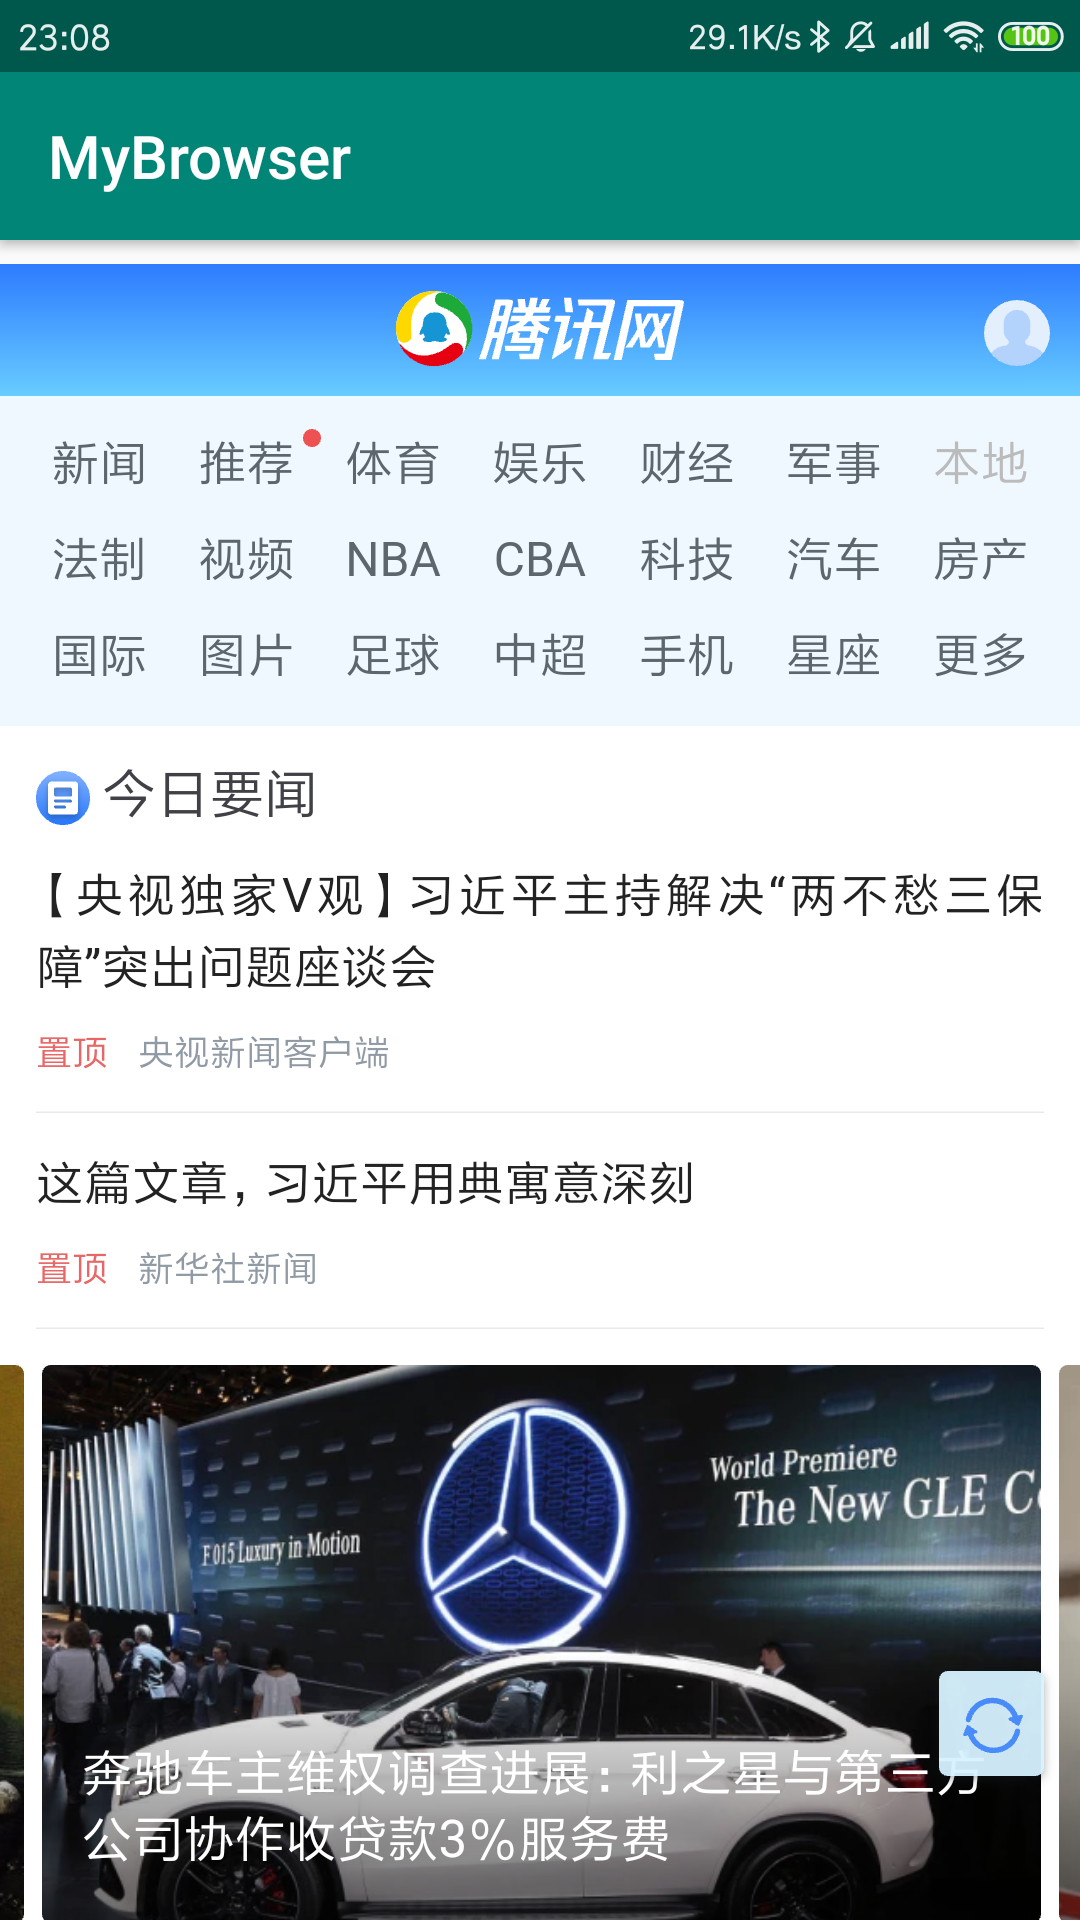 23:08 29.1K/s 100
MyBrowser
腾讯网
新闻 推荐 体育 娱乐 财经 军事 本地
法制 视频 NBA CBA 科技 汽车 房产
国际 图片 足球 中超 手机 星座 更多
今日要闻
【央视独家V观】习近平主持解决“两不愁三保
障”突出问题座谈会
置顶 央视新闻客户端
这篇文章，习近平用典寓意深刻
置顶 新华社新闻
World Premiere
The New GLE C
F 015 Luxury in Motion
奔驰车主维权调查进展：利之星与第三方
公司协作收贷款3%服务费